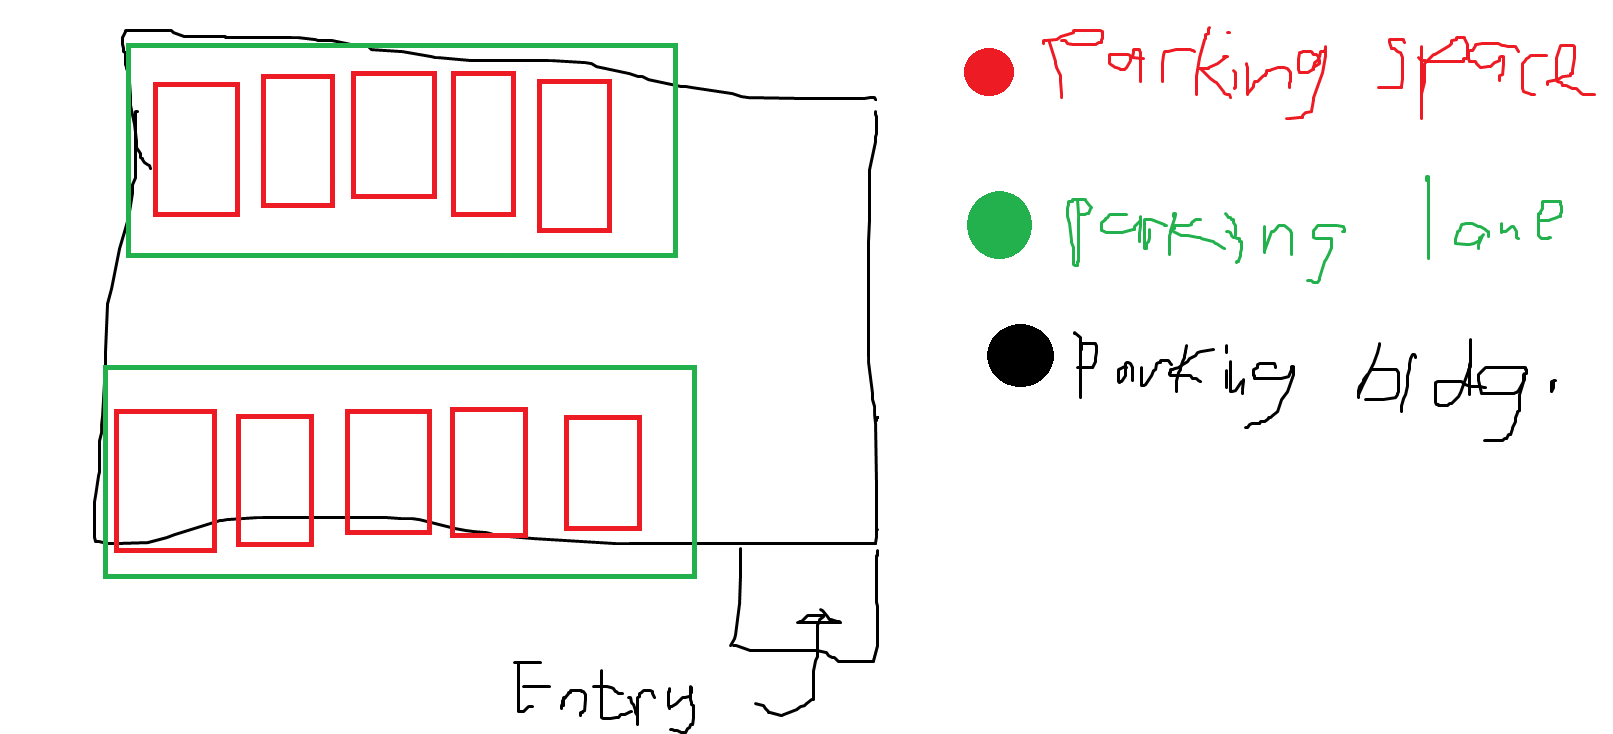 Parking space
Parking lane
Parking bldg.
Entry